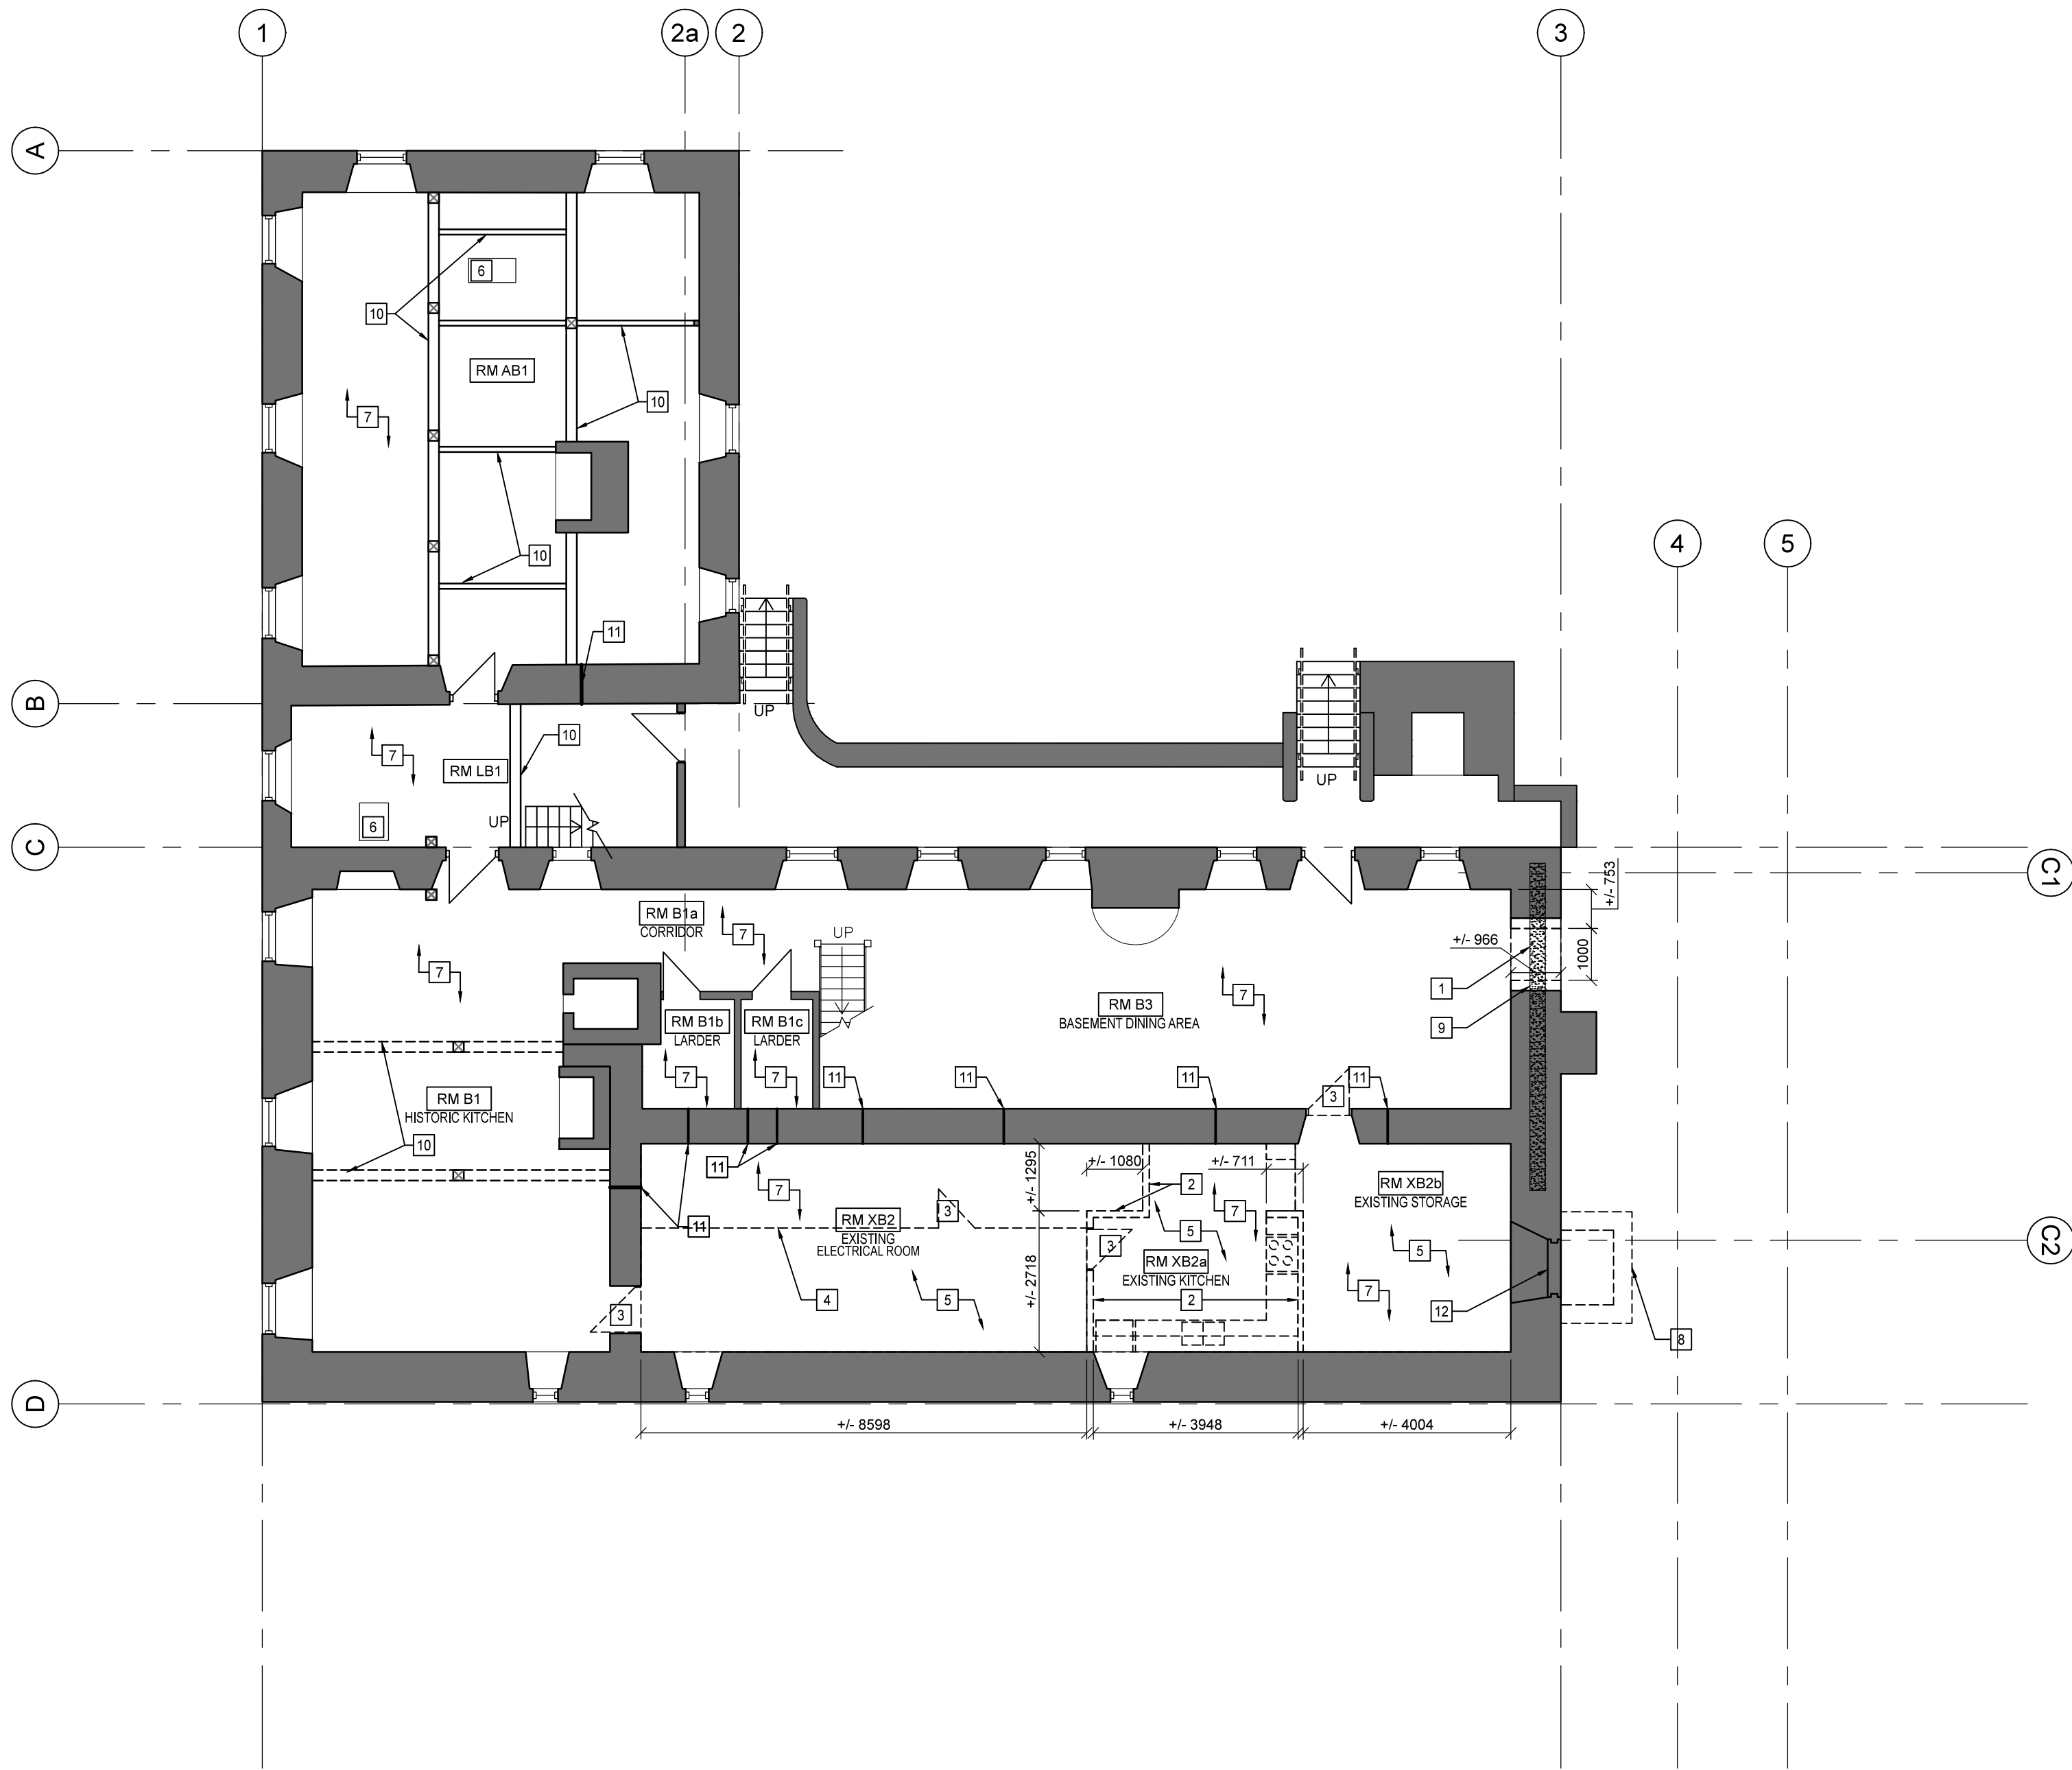 1
2a
2
3
A
6
10
RM AB1
10
7
10
4
5
11
B
UP
10
7
RM LB1
UP
UP
6
C
C1
+/- 753
RM B1a
CORRIDOR
7
UP
+/- 966
1000
7
1
7
RM B3
BASEMENT DINING AREA
RM B1b
LARDER
RM B1c
LARDER
9
7
7
11
11
11
11
3
RM B1
HISTORIC KITCHEN
10
11
+/- 1295
+/- 1080
+/- 711
2
7
7
RM XB2b
EXISTING STORAGE
3
RM XB2
EXISTING
ELECTRICAL ROOM
11
5
3
5
C2
RM XB2a
EXISTING KITCHEN
+/- 2718
7
4
5
2
12
3
8
D
+/- 8598
+/- 3948
+/- 4004